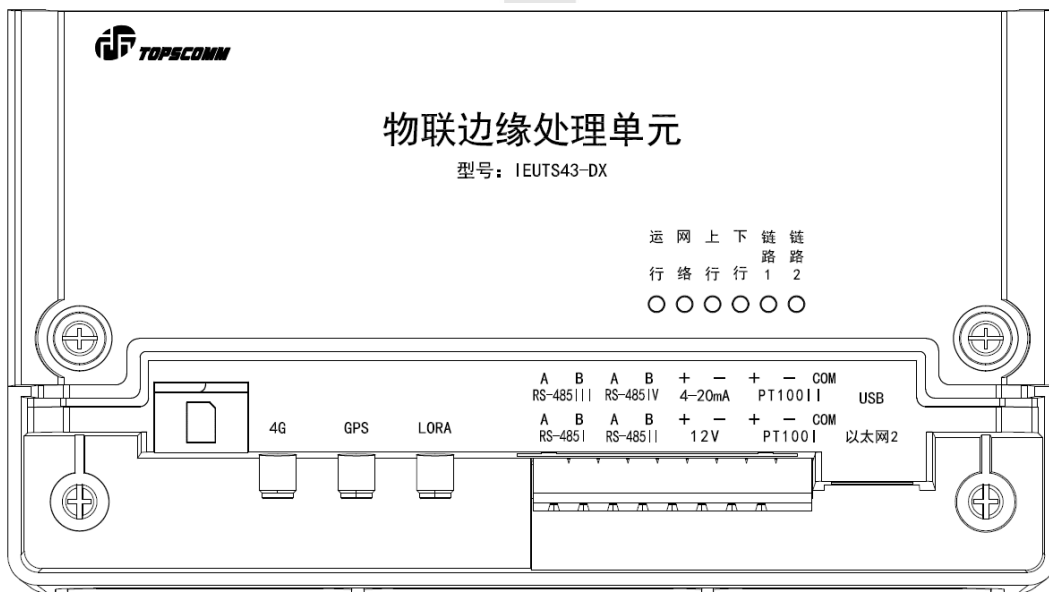 TOPSCOMM
物联边缘处理单元
型号：IEUTS43-DX
运行 网络 上行 下行 链路1 链路2
A B A B + - + - COM
RS-485III RS-485IV 4-20mA PT100II USB
A B A B + - + - COM
4G GPS LORA RS-485I RS-485II 12V PT100I 以太网2